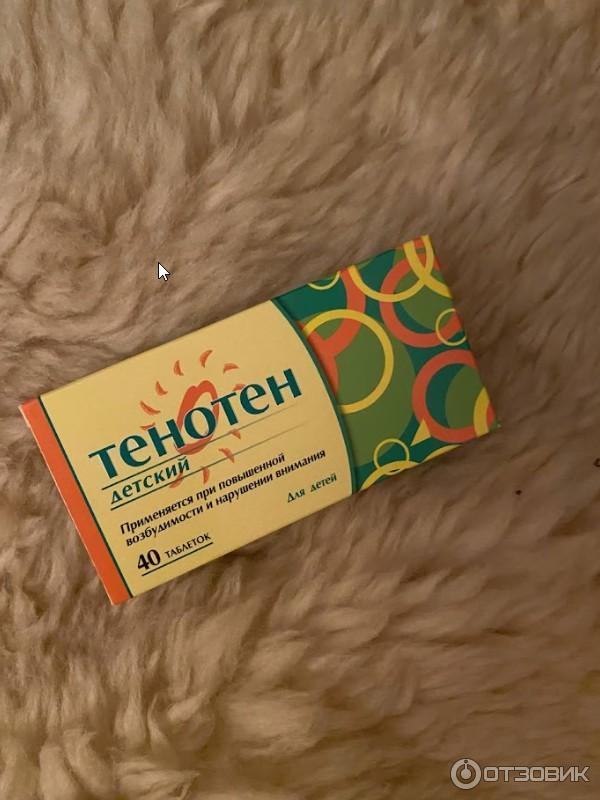 тенотен
детский
Применяется при повышенной
возбудимости и нарушении внимания
Для детей
40 таблеток
ОТЗОВИК